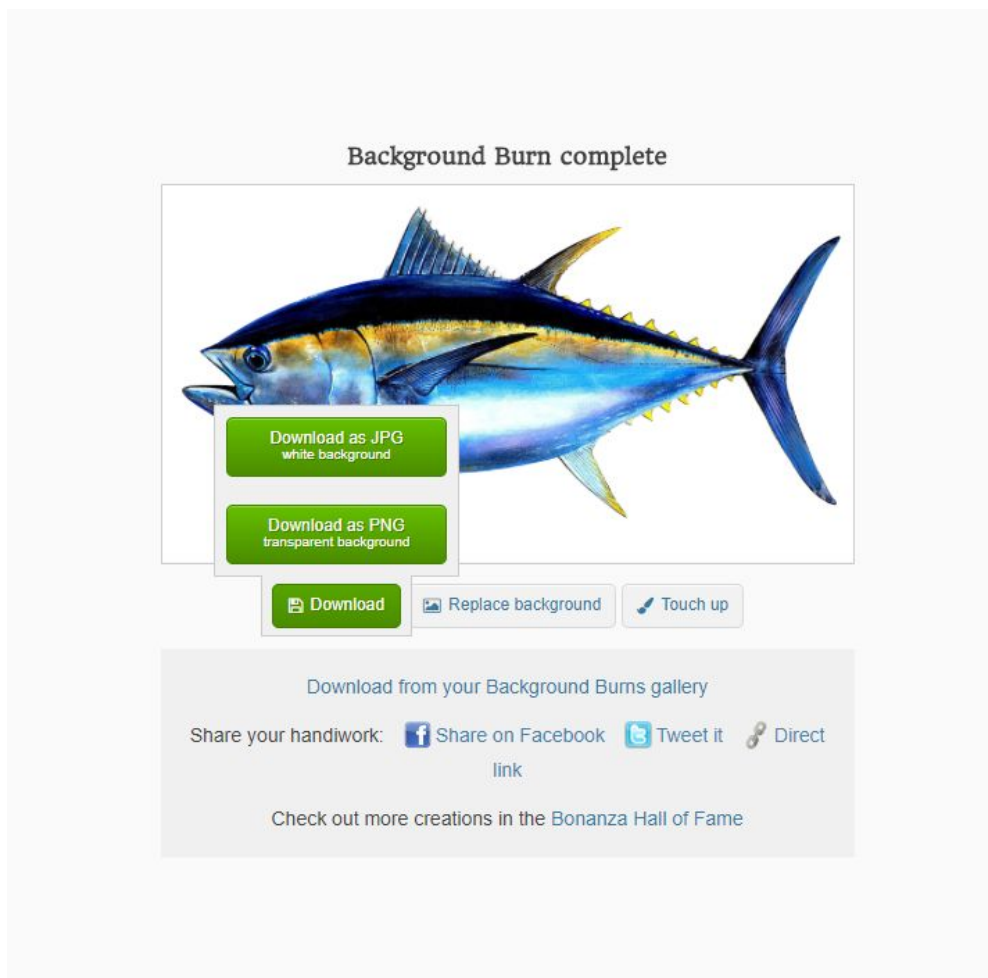 Background Burn complete
Download as JPG
white background
Download as PNG
transparent background
Download
Replace background
Touch up
Download from your Background Burns gallery
Share your handiwork: Share on Facebook Tweet it Direct
link
Check out more creations in the Bonanza Hall of Fame